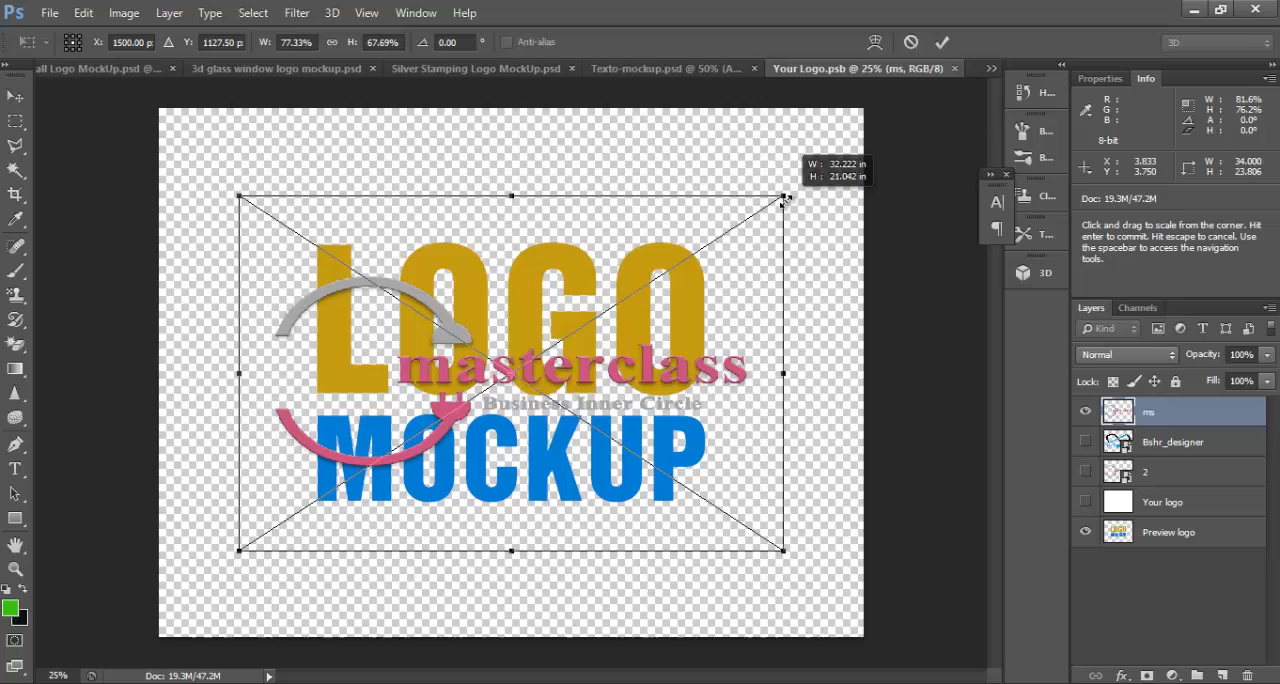 Ps File Edit Image Layer Type Select Filter 3D View Window Help
X: 1500.00 p: Y: 1127.50 p: W: 77.33% H: 67.69% 0.00 ° Anti-alias 3D
all Logo MockUp.psd @... × 3d glass window logo mockup.psd × Silver Stamping Logo MockUp.psd × Texto-mockup.psd @ 50% (A... × Your Logo.psb @ 25% (ms, RGB/8) ×
W: 32.222 in
H: 21.042 in
LOGO
masterclass
Business Inner Circle
MOCKUP
H...
B...
B...
Cl...
T...
3D
A
Properties Info
R: W: 81.6%
G: H: 76.2%
B: 0.0°
8-bit H: 0.0°
X: 3.833 W: 34.000
Y: 3.750 H: 23.806
Doc: 19.3M/47.2M
Click and drag to scale from the corner. Hit
enter to commit. Hit escape to cancel. Use
the spacebar to access the navigation
tools.
Layers Channels
Kind
Normal Opacity: 100%
Lock: Fill: 100%
ms
Bshr_designer
2
Your logo
Preview logo
fx
25% Doc: 19.3M/47.2M